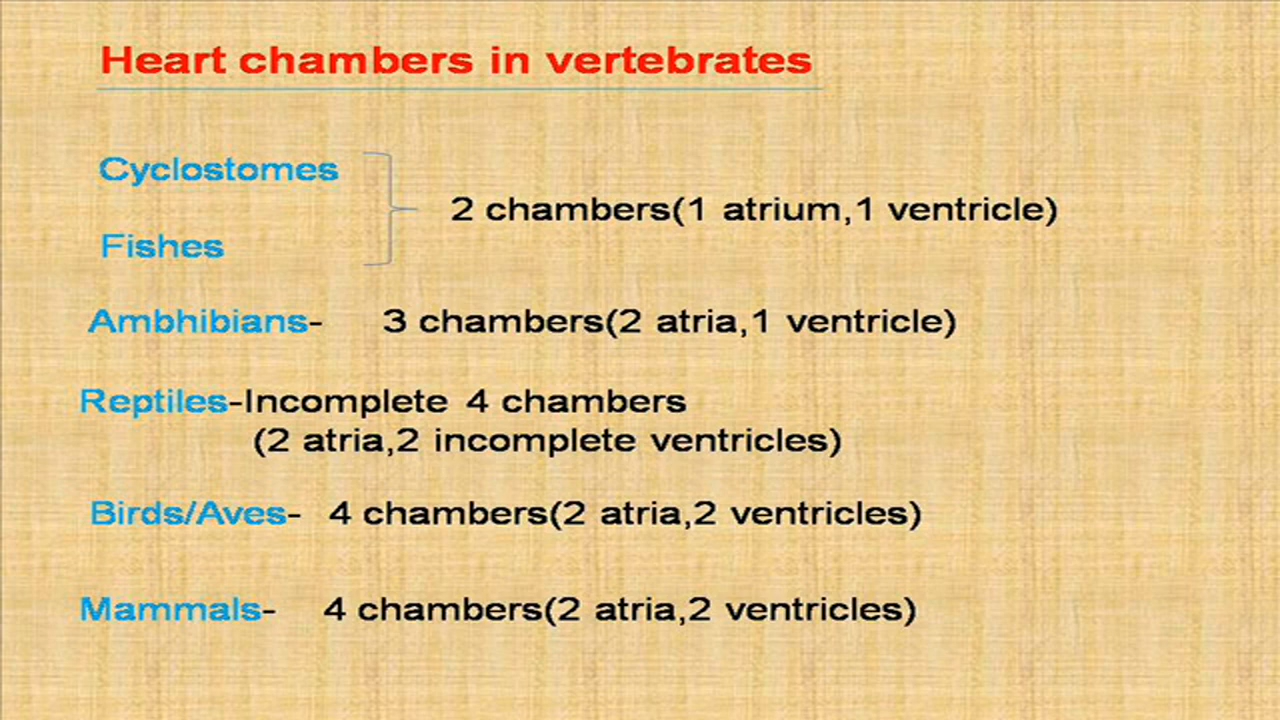 Heart chambers in vertebrates
Cyclostomes
2 chambers(1 atrium,1 ventricle)
Fishes
Ambhibians- 3 chambers(2 atria,1 ventricle)
Reptiles-Incomplete 4 chambers
(2 atria,2 incomplete ventricles)
Birds/Aves- 4 chambers(2 atria,2 ventricles)
Mammals- 4 chambers(2 atria,2 ventricles)